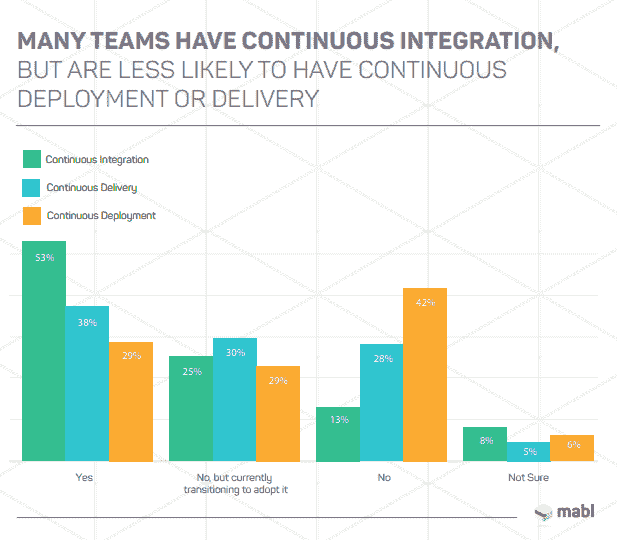 MANY TEAMS HAVE CONTINUOUS INTEGRATION,
BUT ARE LESS LIKELY TO HAVE CONTINUOUS
DEPLOYMENT OR DELIVERY
Continuous Integration
Continuous Delivery
Continuous Deployment
53%
38%
29%
25%
30%
29%
13%
28%
42%
8%
5%
6%
Yes
No, but currently
transitioning to adopt it
No
Not Sure
mabl